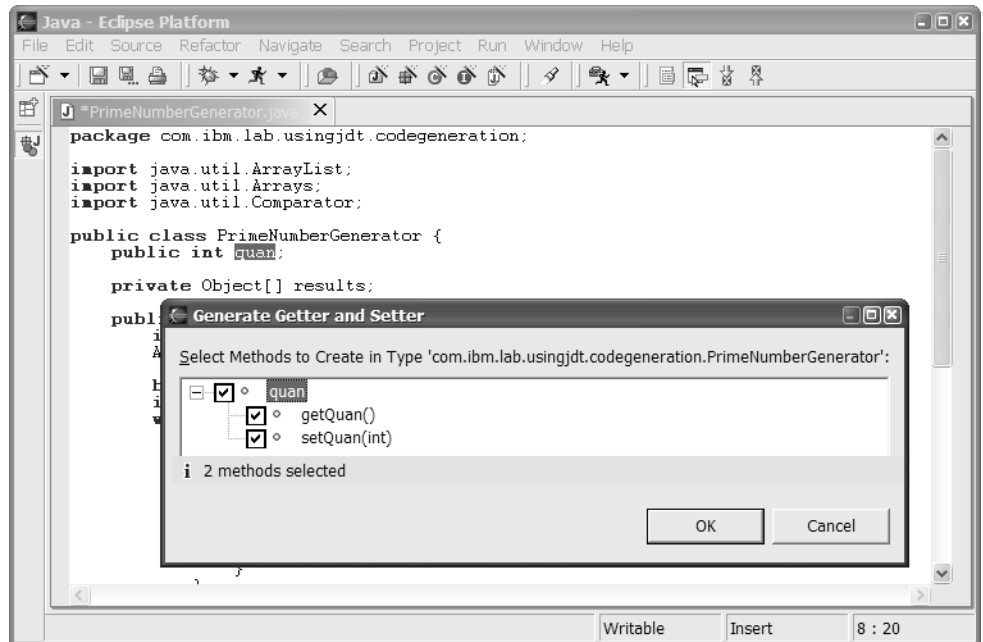 Java - Eclipse Platform
File Edit Source Refactor Navigate Search Project Run Window Help
*PrimeNumberGenerator.java
package com.ibm.lab.usingjdt.codegeneration;
import java.util.ArrayList;
import java.util.Arrays;
import java.util.Comparator;
public class PrimeNumberGenerator {
public int quan;
private Object[] results;
publ
Generate Getter and Setter
Select Methods to Create in Type 'com.ibm.lab.usingjdt.codegeneration.PrimeNumberGenerator':
quan
getQuan()
setQuan(int)
2 methods selected
OK Cancel
}
Writable Insert 8 : 20